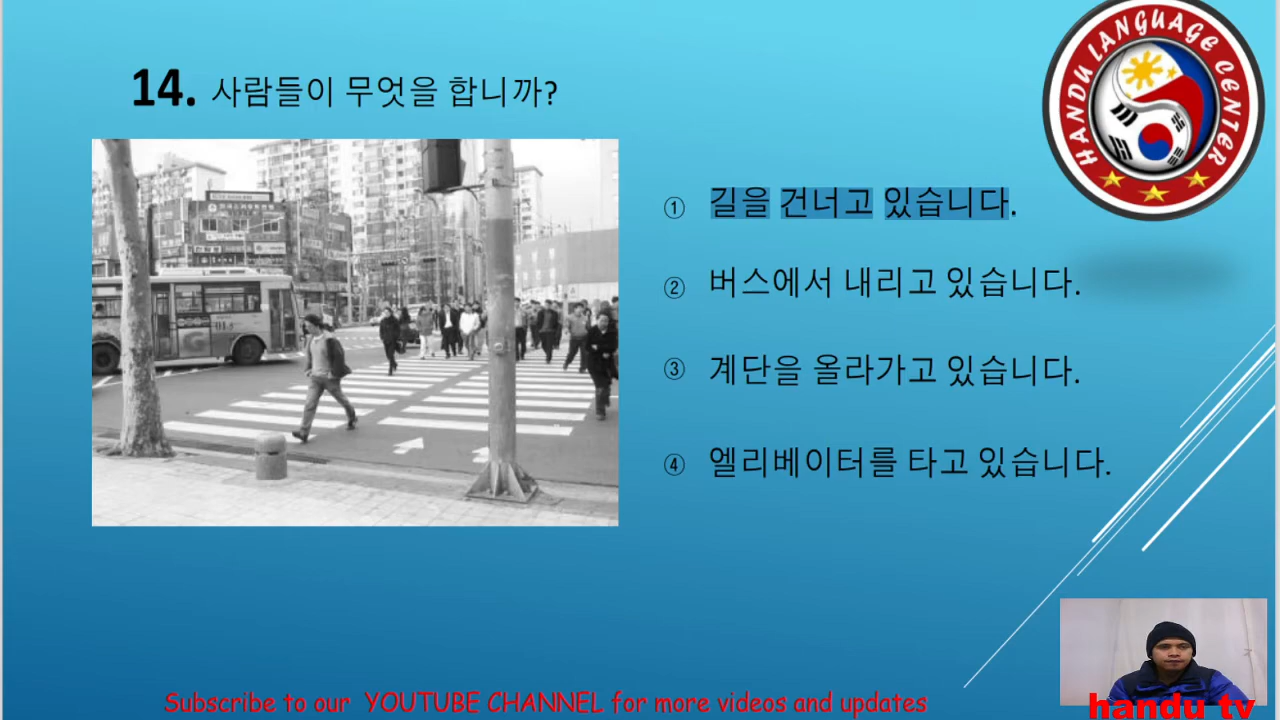 HANDU LANGUAGE CENTER
14. 사람들이 무엇을 합니까?
① 길을 건너고 있습니다.
② 버스에서 내리고 있습니다.
③ 계단을 올라가고 있습니다.
④ 엘리베이터를 타고 있습니다.
Subscribe to our YOUTUBE CHANNEL for more videos and updates
handu tv